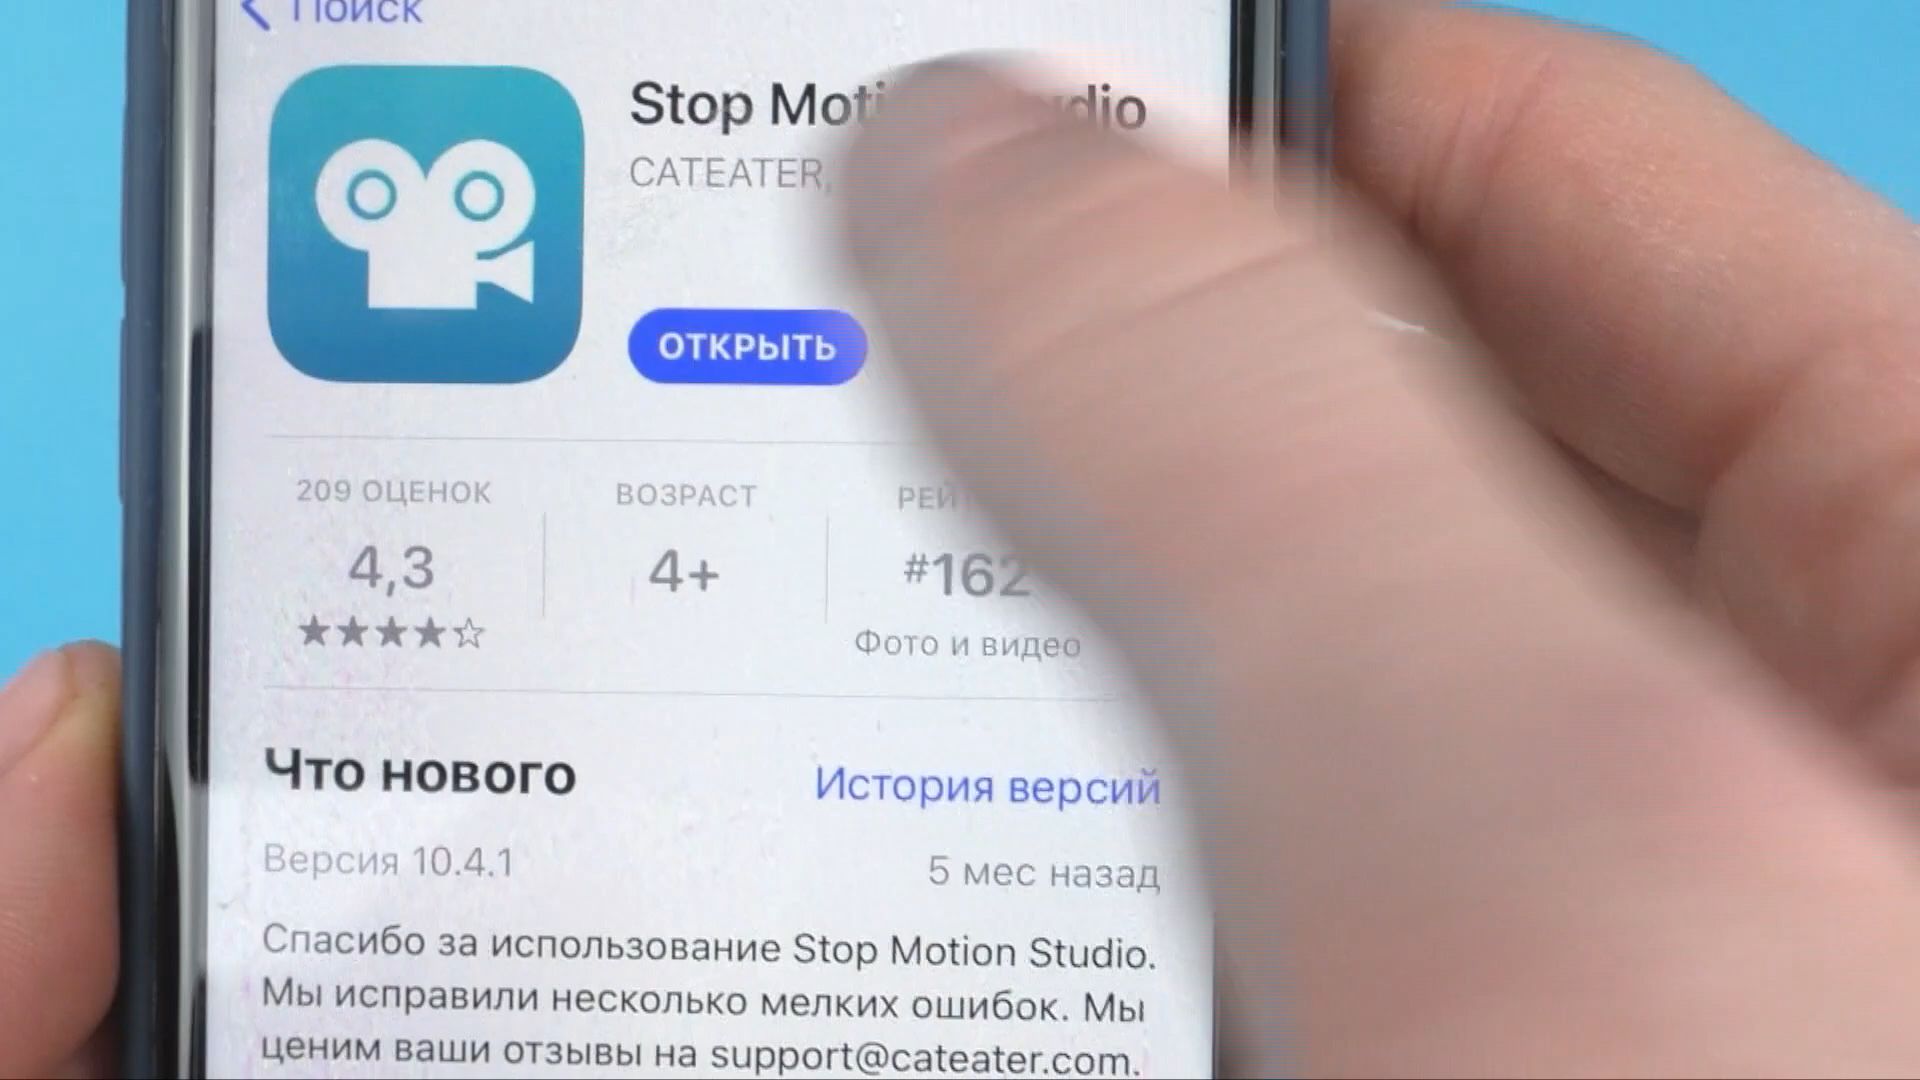 Поиск
Stop Moti dio
CATEATER,
ОТКРЫТЬ
209 ОЦЕНОК
ВОЗРАСТ
РЕЙ
4,3
4+
#162
Фото и видео
Что нового
История версий
Версия 10.4.1
5 мес назад
Спасибо за использование Stop Motion Studio.
Мы исправили несколько мелких ошибок. Мы
ценим ваши отзывы на support@cateater.com.